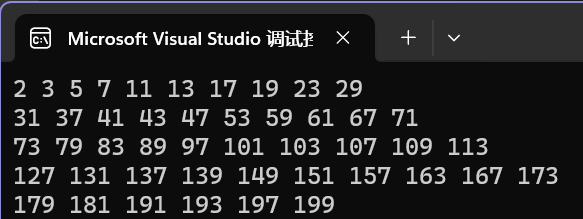 Microsoft Visual Studio 调试
2 3 5 7 11 13 17 19 23 29
31 37 41 43 47 53 59 61 67 71
73 79 83 89 97 101 103 107 109 113
127 131 137 139 149 151 157 163 167 173
179 181 191 193 197 199